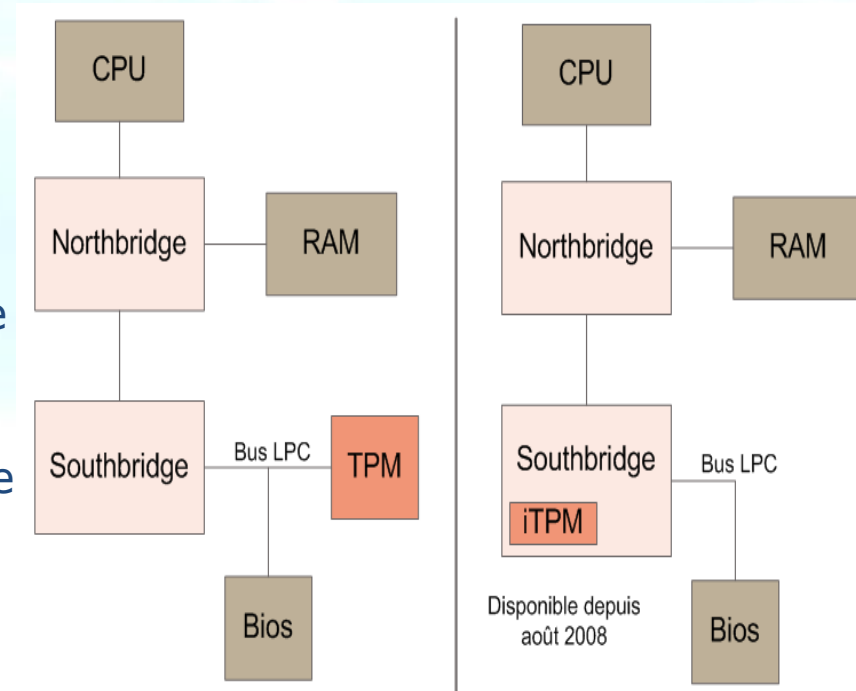 CPU
Northbridge
RAM
Southbridge
Bus LPC
TPM
Bios
CPU
Northbridge
RAM
Southbridge
iTPM
Bus LPC
Disponible depuis
août 2008
Bios
e
e